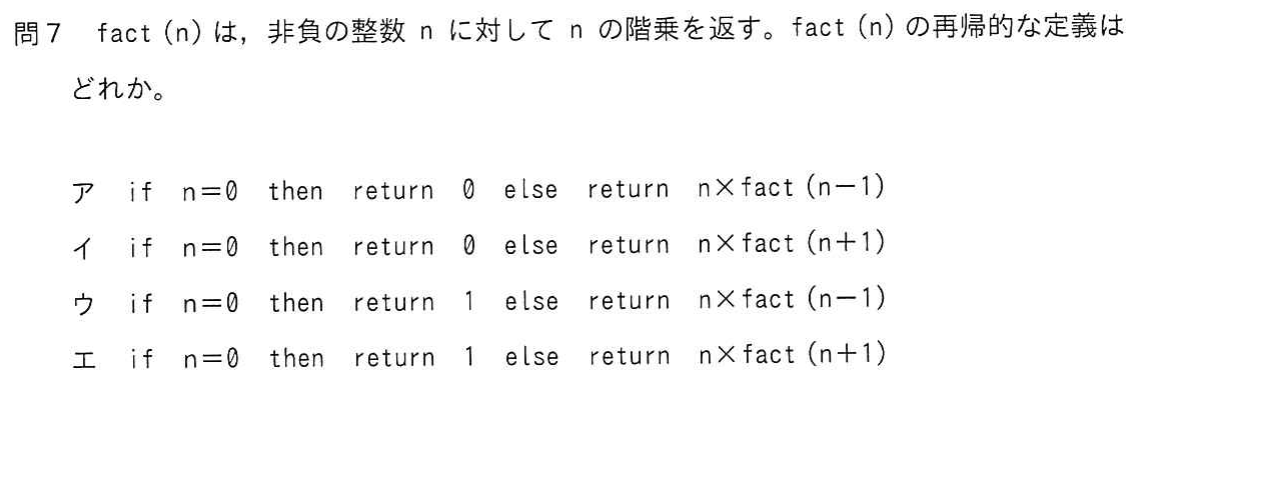 問7 fact(n)は，非負の整数 n に対して n の階乗を返す。fact(n)の再帰的な定義は
どれか。
ア if n＝0 then return 0 else return n×fact(n－1)
イ if n＝0 then return 0 else return n×fact(n＋1)
ウ if n＝0 then return 1 else return n×fact(n－1)
エ if n＝0 then return 1 else return n×fact(n＋1)